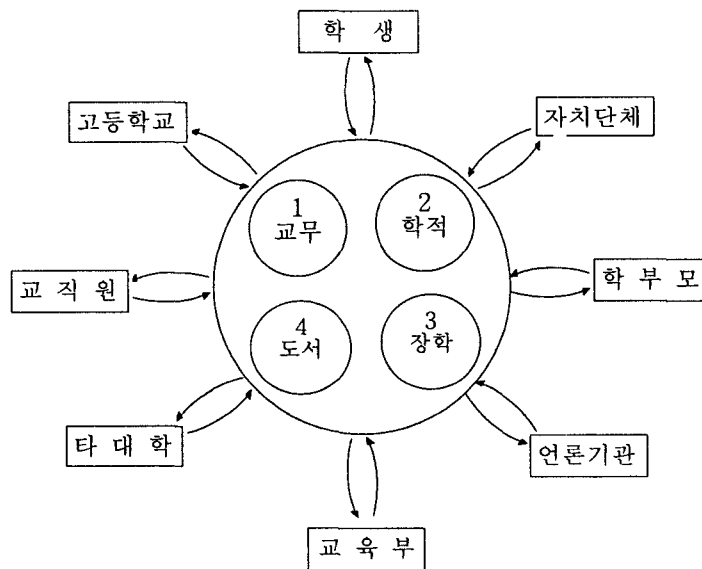 학 생
고등학교
자치단체
1
교무
2
학적
교 직 원
학 부 모
4
도서
3
장학
타 대 학
언론기관
교 육 부